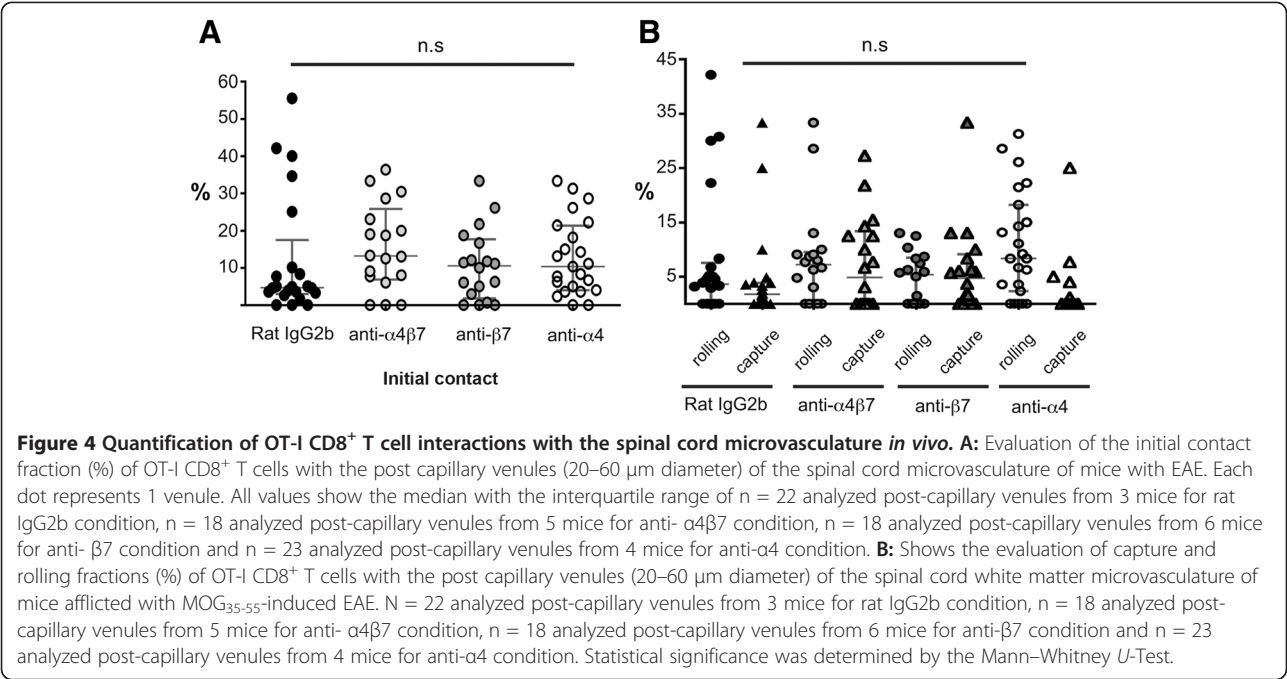 A
n.s
60
50
40
%
30
20
10
Rat IgG2b anti-α4β7 anti-β7 anti-α4
Initial contact
B
n.s
45
35
25
%
15
5
rolling capture rolling capture rolling capture rolling capture
Rat IgG2b anti-α4β7 anti-β7 anti-α4
Figure 4 Quantification of OT-I CD8+ T cell interactions with the spinal cord microvasculature in vivo. A: Evaluation of the initial contact
fraction (%) of OT-I CD8+ T cells with the post capillary venules (20–60 μm diameter) of the spinal cord microvasculature of mice with EAE. Each
dot represents 1 venule. All values show the median with the interquartile range of n = 22 analyzed post-capillary venules from 3 mice for rat
IgG2b condition, n = 18 analyzed post-capillary venules from 5 mice for anti- α4β7 condition, n = 18 analyzed post-capillary venules from 6 mice
for anti- β7 condition and n = 23 analyzed post-capillary venules from 4 mice for anti-α4 condition. B: Shows the evaluation of capture and
rolling fractions (%) of OT-I CD8+ T cells with the post capillary venules (20–60 μm diameter) of the spinal cord white matter microvasculature of
mice afflicted with MOG35-55-induced EAE. N = 22 analyzed post-capillary venules from 3 mice for rat IgG2b condition, n = 18 analyzed post-
capillary venules from 5 mice for anti- α4β7 condition, n = 18 analyzed post-capillary venules from 6 mice for anti-β7 condition and n = 23
analyzed post-capillary venules from 4 mice for anti-α4 condition. Statistical significance was determined by the Mann–Whitney U-Test.